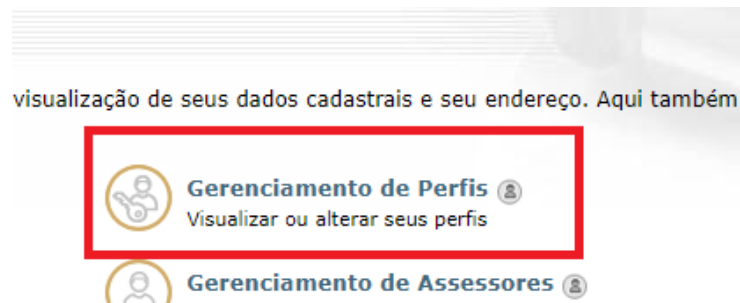 visualização de seus dados cadastrais e seu endereço. Aqui também
Gerenciamento de Perfis
Visualizar ou alterar seus perfis
Gerenciamento de Assessores